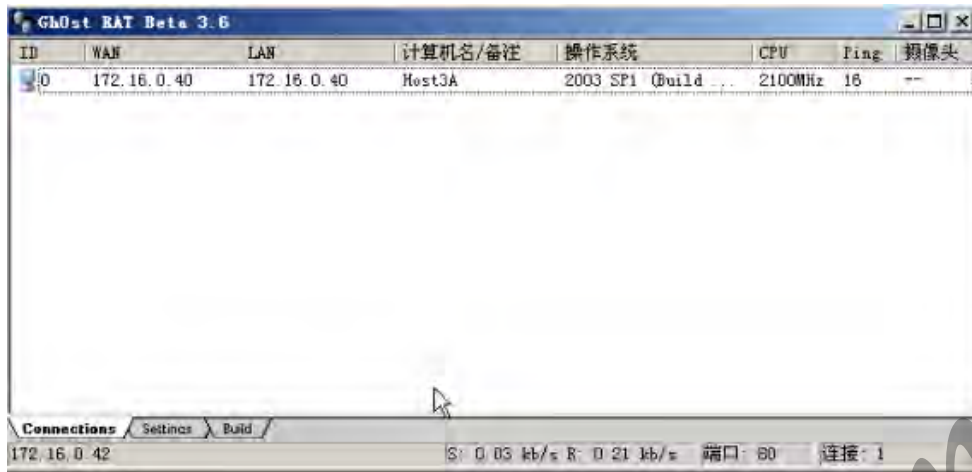 Gh0st RAT Beta 3.6
ID WAN LAN 计算机名/备注 操作系统 CPU Ping 摄像头
0 172.16.0.40 172.16.0.40 Host3A 2003 SP1 (Build ... 2100MHz 16 --
Connections Settings Build
172.16.0.42 S: 0.03 kb/s R: 0.21 kb/s 端口: 80 连接: 1